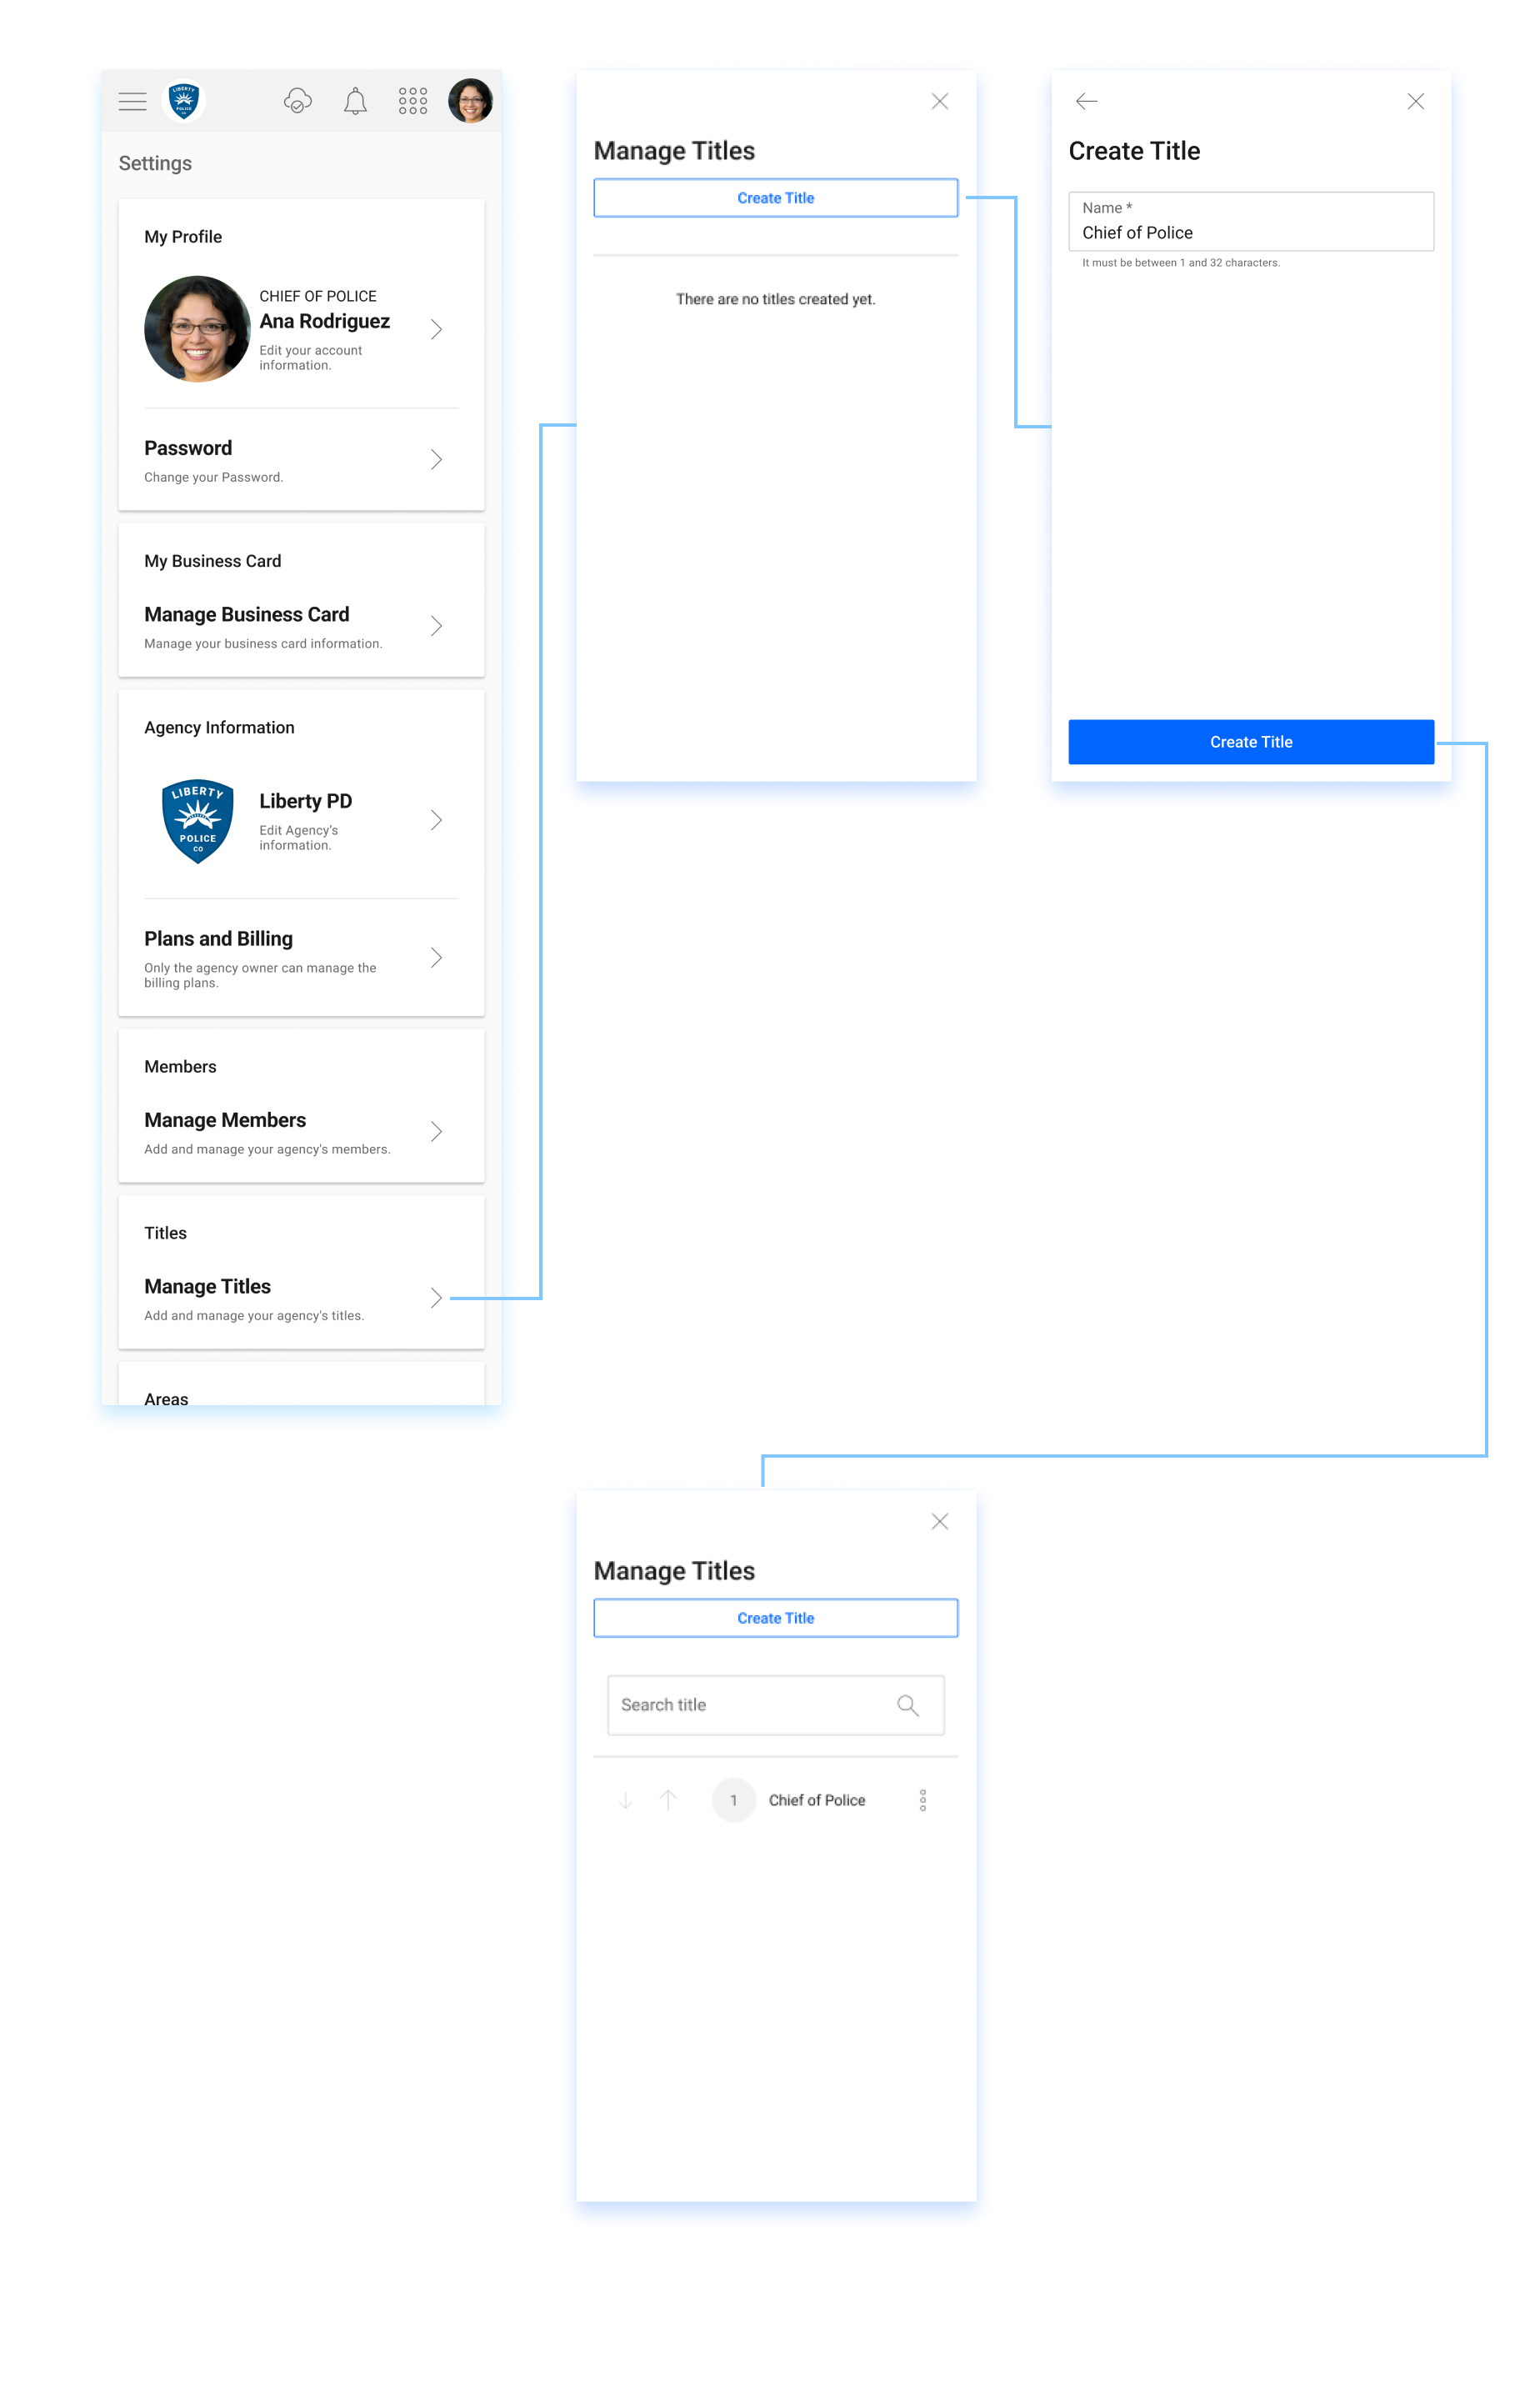 LIBERTY
POLICE
CO
Settings
My Profile
CHIEF OF POLICE
Ana Rodriguez
Edit your account
information.
Password
Change your Password.
My Business Card
Manage Business Card
Manage your business card information.
Agency Information
LIBERTY
POLICE
CO
Liberty PD
Edit Agency's
information.
Plans and Billing
Only the agency owner can manage the
billing plans.
Members
Manage Members
Add and manage your agency's members.
Titles
Manage Titles
Add and manage your agency's titles.
Areas
Manage Titles
Create Title
There are no titles created yet.
Create Title
Name *
Chief of Police
It must be between 1 and 32 characters.
Create Title
Manage Titles
Create Title
Search title
1 Chief of Police